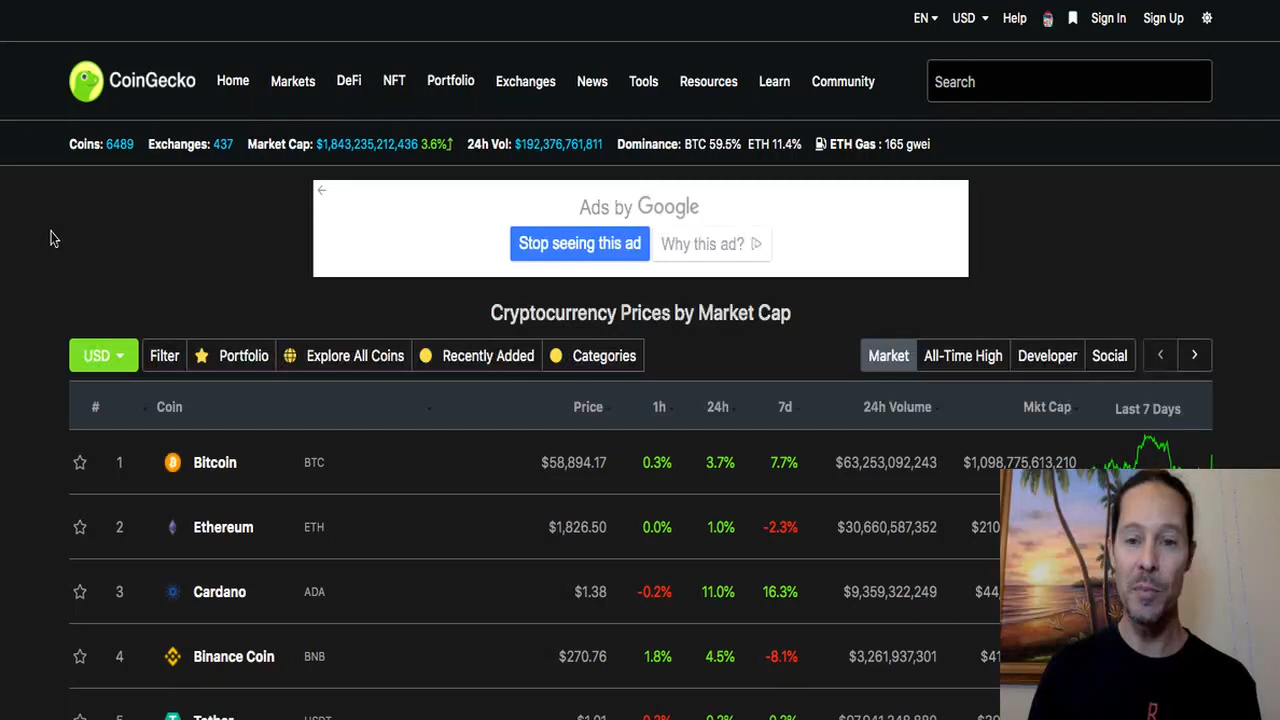 EN USD Help Sign In Sign Up
CoinGecko Home Markets DeFi NFT Portfolio Exchanges News Tools Resources Learn Community Search
Coins: 6489 Exchanges: 437 Market Cap: $1,843,235,212,436 3.6% 24h Vol: $192,376,761,811 Dominance: BTC 59.5% ETH 11.4% ETH Gas : 165 gwei
Ads by Google
Stop seeing this ad Why this ad?
Cryptocurrency Prices by Market Cap
USD Filter Portfolio Explore All Coins Recently Added Categories Market All-Time High Developer Social
# Coin Price 1h 24h 7d 24h Volume Mkt Cap Last 7 Days
1 Bitcoin BTC $58,894.17 0.3% 3.7% 7.7% $63,253,092,243 $1,098,775,613,210
2 Ethereum ETH $1,826.50 0.0% 1.0% -2.3% $30,660,587,352 $210
3 Cardano ADA $1.38 -0.2% 11.0% 16.3% $9,359,322,249 $44,
4 Binance Coin BNB $270.76 1.8% 4.5% -8.1% $3,261,937,301 $41